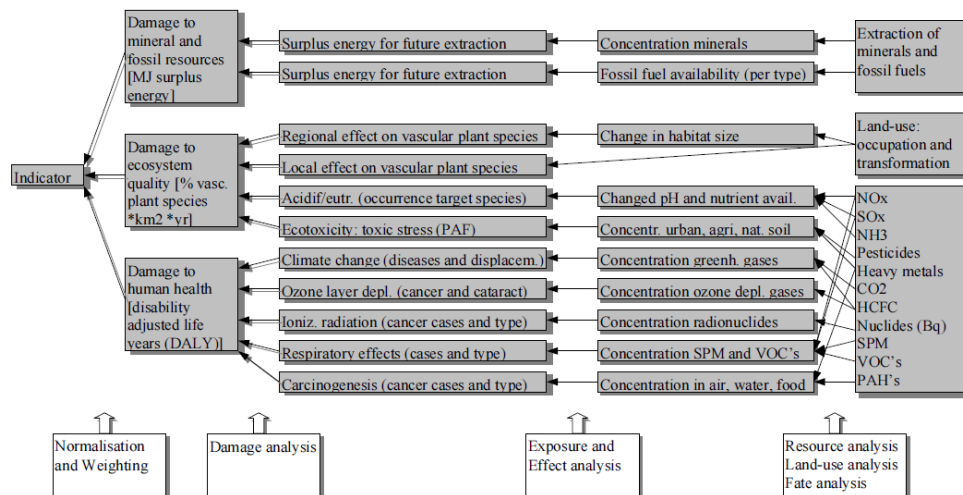 Damage to
mineral and
fossil resources
[MJ surplus
energy]
Surplus energy for future extraction
Concentration minerals
Extraction of
minerals and
fossil fuels
Surplus energy for future extraction
Fossil fuel availability (per type)
Indicator
Damage to
ecosystem
quality [% vasc.
plant species
*km2 *yr]
Regional effect on vascular plant species
Change in habitat size
Land-use:
occupation and
transformation
Local effect on vascular plant species
Acidif/eutr. (occurrence target species)
Changed pH and nutrient avail.
Ecotoxicity: toxic stress (PAF)
Concentr. urban, agri, nat. soil
Damage to
human health
[disability
adjusted life
years (DALY)]
Climate change (diseases and displacem.)
Concentration greenh. gases
Ozone layer depl. (cancer and cataract)
Concentration ozone depl. gases
Ioniz. radiation (cancer cases and type)
Concentration radionuclides
Respiratory effects (cases and type)
Concentration SPM and VOC's
Carcinogenesis (cancer cases and type)
Concentration in air, water, food
NOx
SOx
NH3
Pesticides
Heavy metals
CO2
HCFC
Nuclides (Bq)
SPM
VOC's
PAH's
Normalisation
and Weighting
Damage analysis
Exposure and
Effect analysis
Resource analysis
Land-use analysis
Fate analysis